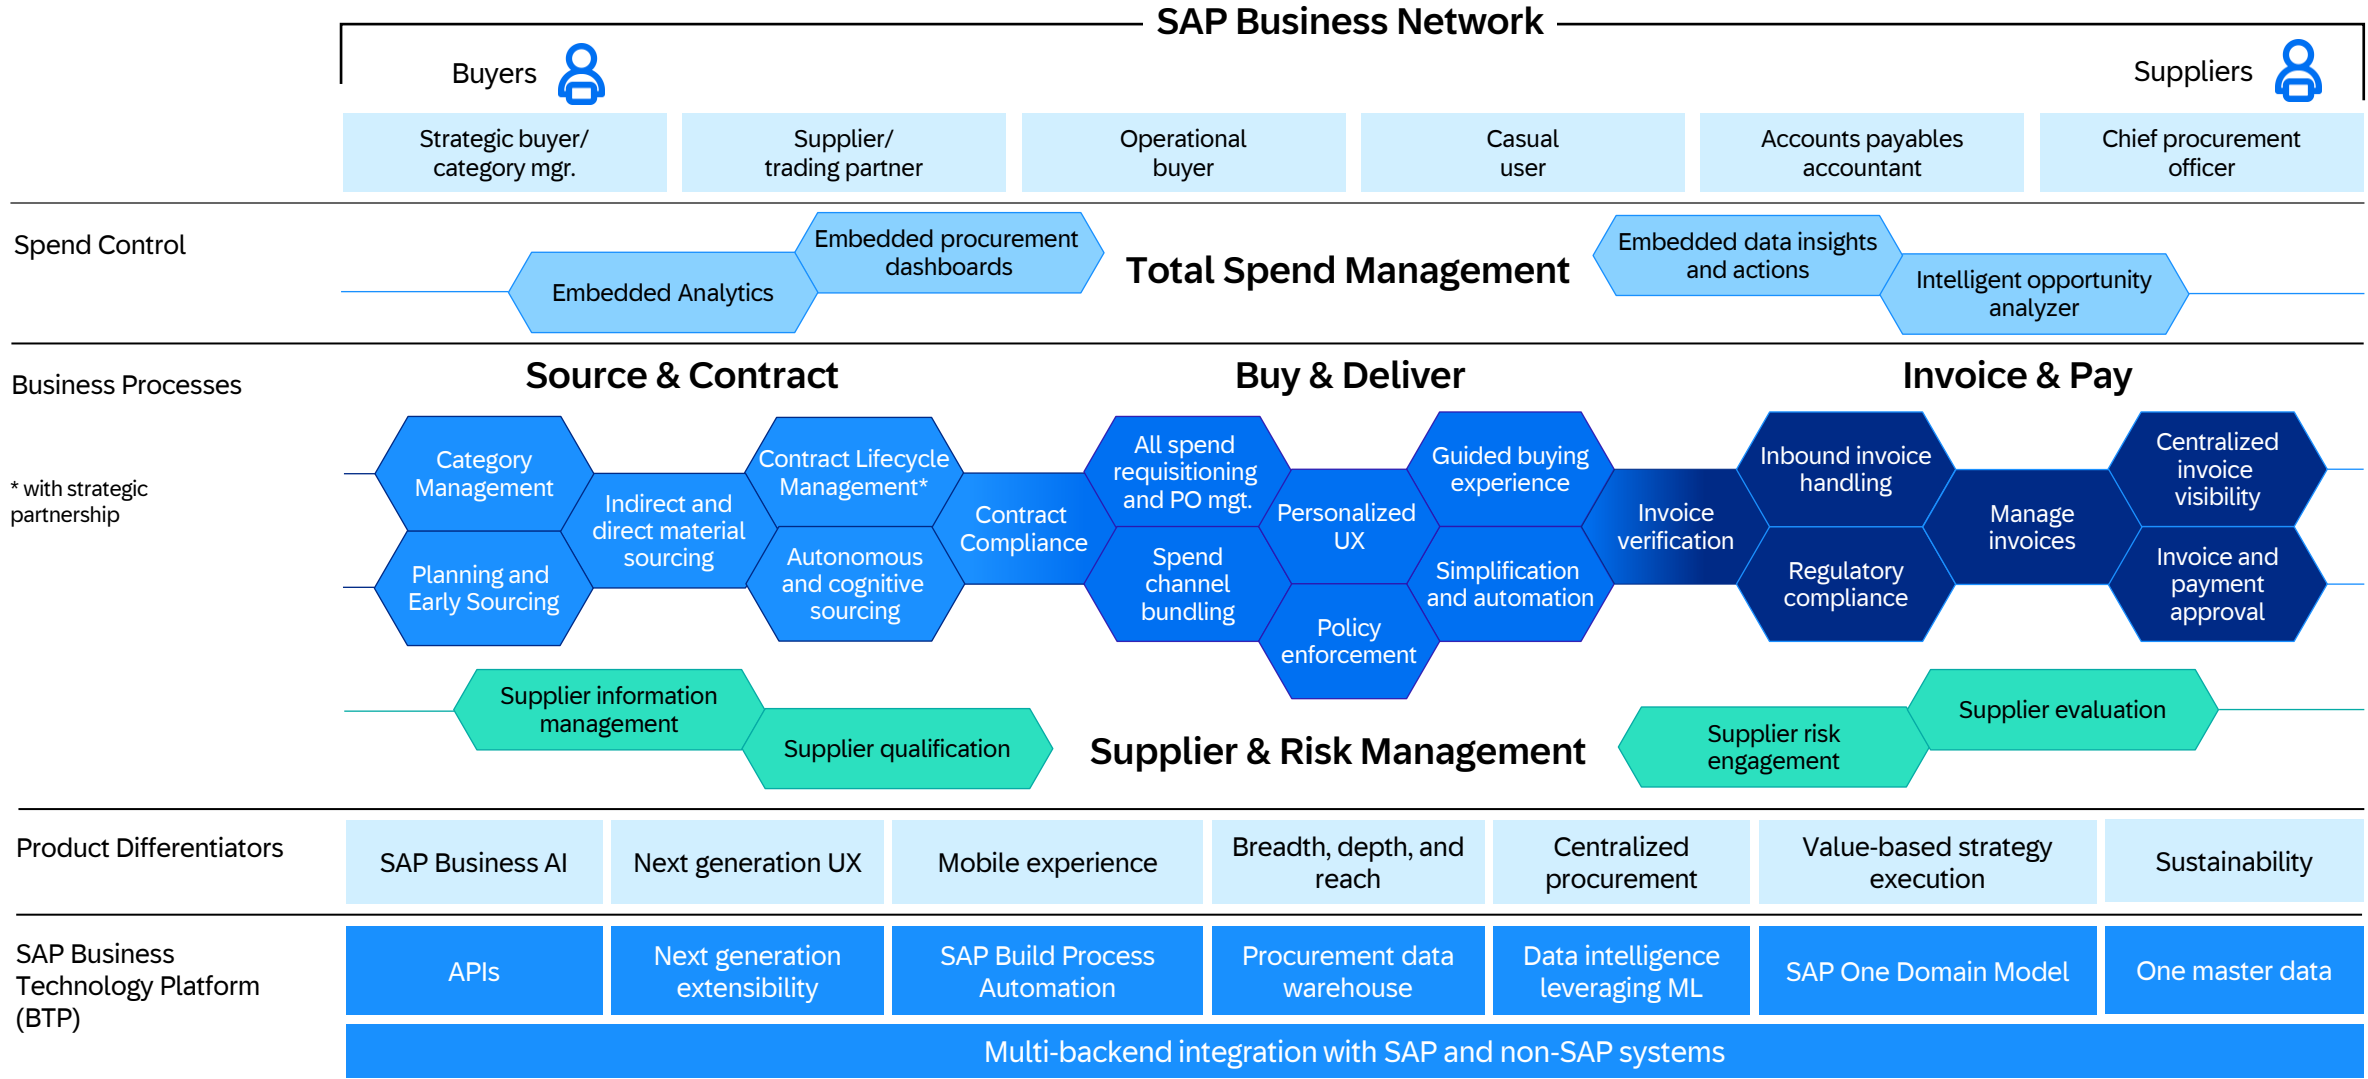 SAP Business Network
Buyers
Suppliers
Strategic buyer/
category mgr.
Supplier/
trading partner
Operational
buyer
Casual
user
Accounts payables
accountant
Chief procurement
officer
Spend Control
Embedded Analytics
Embedded procurement
dashboards
Total Spend Management
Embedded data insights
and actions
Intelligent opportunity
analyzer
Business Processes
* with strategic
partnership
Source & Contract
Buy & Deliver
Invoice & Pay
Category
Management
Planning and
Early Sourcing
Indirect and
direct material
sourcing
Contract Lifecycle
Management*
Autonomous
and cognitive
sourcing
Contract
Compliance
All spend
requisitioning
and PO mgt.
Spend
channel
bundling
Personalized
UX
Policy
enforcement
Guided buying
experience
Simplification
and automation
Invoice
verification
Inbound invoice
handling
Regulatory
compliance
Manage
invoices
Centralized
invoice
visibility
Invoice and
payment
approval
Supplier information
management
Supplier qualification
Supplier & Risk Management
Supplier risk
engagement
Supplier evaluation
Product Differentiators
SAP Business AI
Next generation UX
Mobile experience
Breadth, depth, and
reach
Centralized
procurement
Value-based strategy
execution
Sustainability
SAP Business
Technology Platform
(BTP)
APIs
Next generation
extensibility
SAP Build Process
Automation
Procurement data
warehouse
Data intelligence
leveraging ML
SAP One Domain Model
One master data
Multi-backend integration with SAP and non-SAP systems